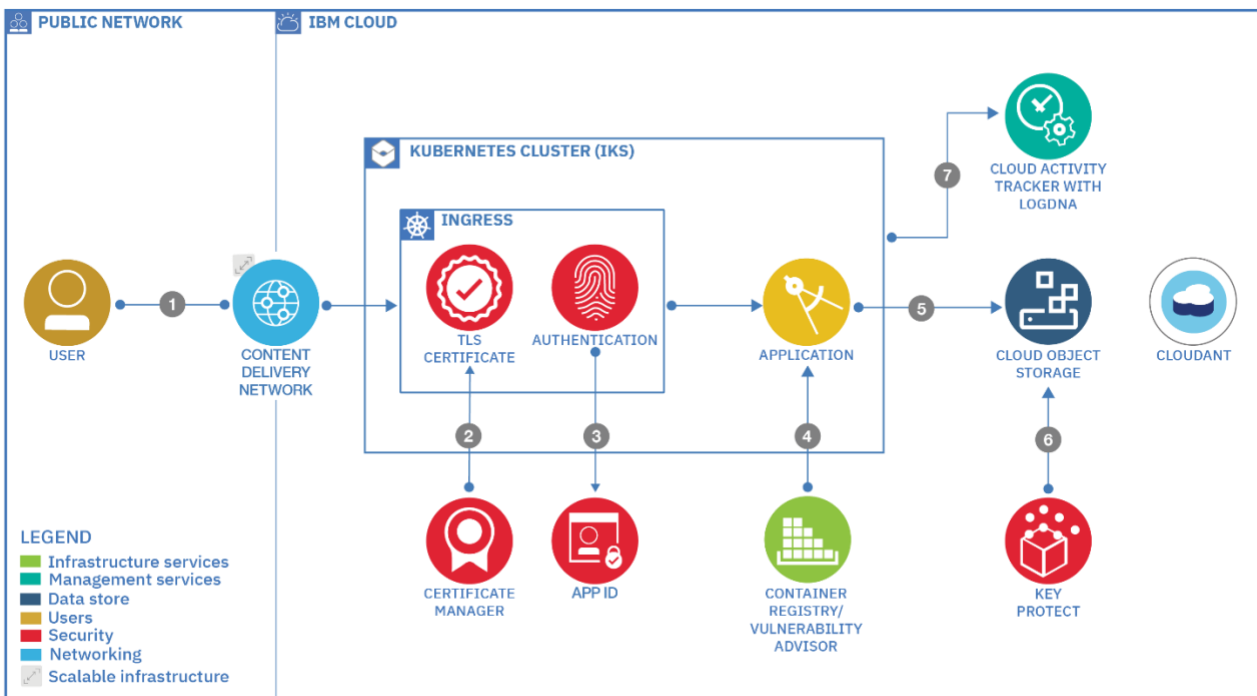 PUBLIC NETWORK
IBM CLOUD
KUBERNETES CLUSTER (IKS)
INGRESS
TLS
CERTIFICATE
AUTHENTICATION
USER
CONTENT
DELIVERY
NETWORK
APPLICATION
CLOUD ACTIVITY
TRACKER WITH
LOGDNA
CLOUD OBJECT
STORAGE
CLOUDANT
1
2
3
4
5
6
7
CERTIFICATE
MANAGER
APP ID
CONTAINER
REGISTRY/
VULNERABILITY
ADVISOR
KEY
PROTECT
LEGEND
Infrastructure services
Management services
Data store
Users
Security
Networking
Scalable infrastructure